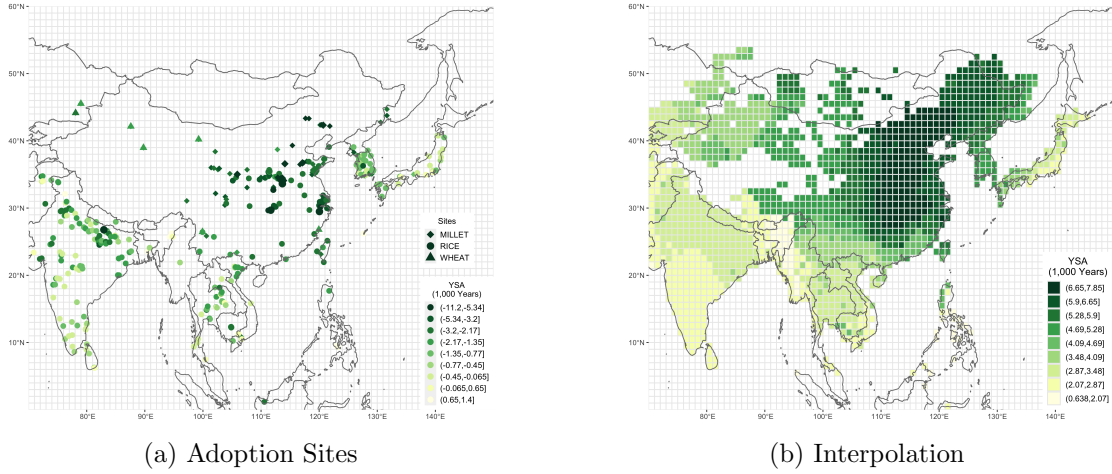 60°N
50°N
40°N
30°N
20°N
10°N
80°E
90°E
100°E
110°E
120°E
130°E
140°E
Sites
MILLET
RICE
WHEAT
YSA
(1,000 Years)
(-11.2,-5.34]
(-5.34,-3.2]
(-3.2,-2.17]
(-2.17,-1.35]
(-1.35,-0.77]
(-0.77,-0.45]
(-0.45,-0.065]
(-0.065,0.65]
(0.65,1.4]
(a) Adoption Sites
60°N
50°N
40°N
30°N
20°N
10°N
80°E
90°E
100°E
110°E
120°E
130°E
140°E
YSA
(1,000 Years)
(6.65,7.85]
(5.9,6.65]
(5.28,5.9]
(4.69,5.28]
(4.09,4.69]
(3.48,4.09]
(2.87,3.48]
(2.07,2.87]
(0.638,2.07]
(b) Interpolation